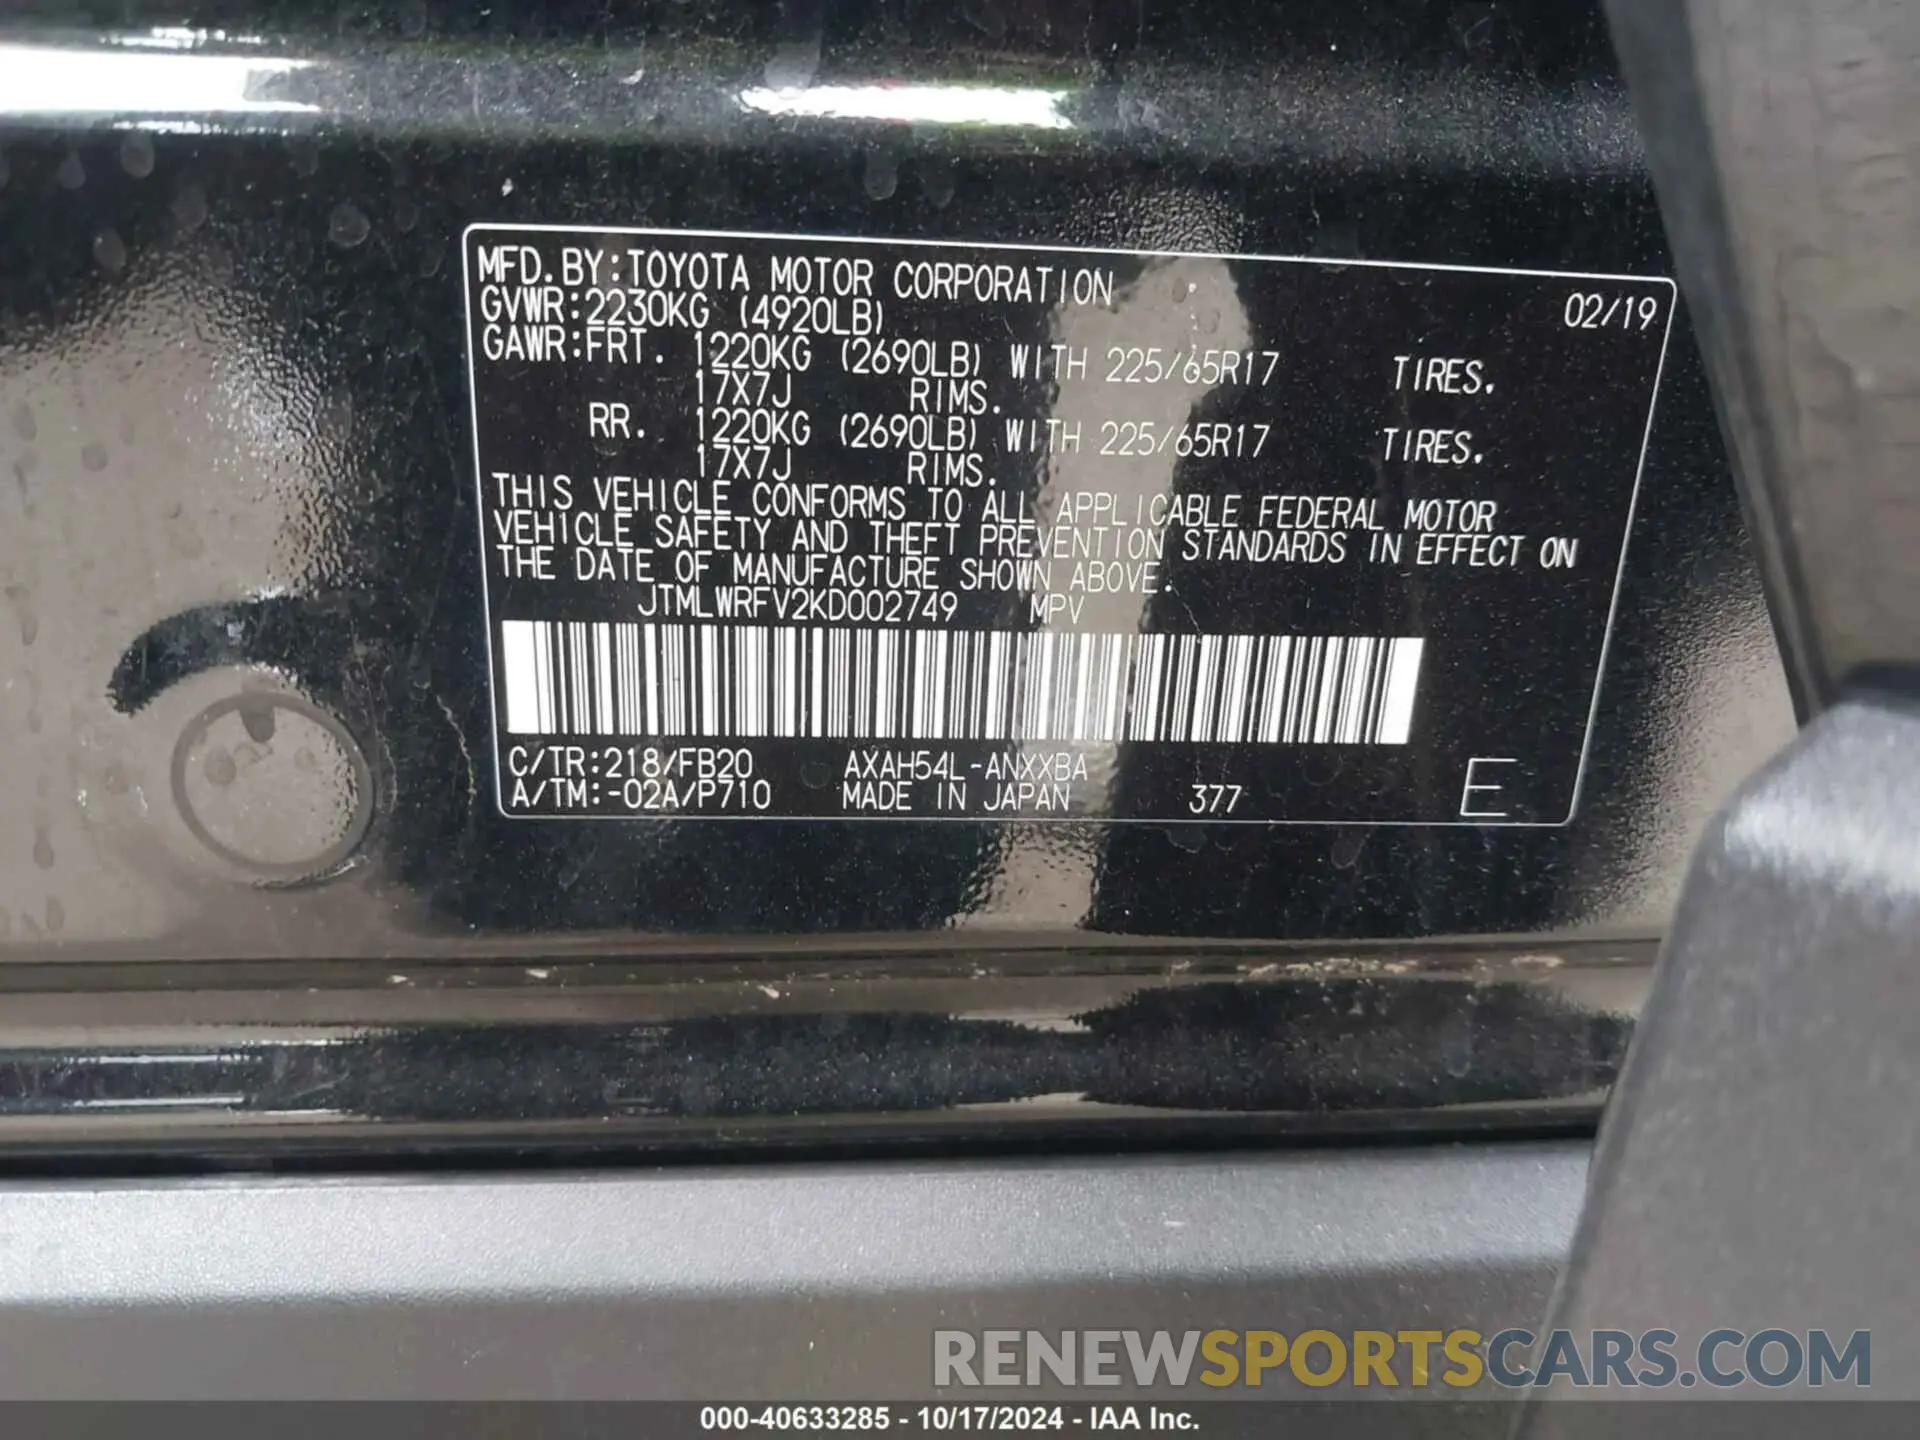 MFD.BY:TOYOTA MOTOR CORPORATION 02/19
GVWR:2230KG (4920LB)
GAWR:FRT. 1220KG (2690LB) WITH 225/65R17 TIRES.
17X7J RIMS.
RR. 1220KG (2690LB) WITH 225/65R17 TIRES.
17X7J RIMS.
THIS VEHICLE CONFORMS TO ALL APPLICABLE FEDERAL MOTOR
VEHICLE SAFETY AND THEFT PREVENTION STANDARDS IN EFFECT ON
THE DATE OF MANUFACTURE SHOWN ABOVE.
JTMLWRFV2KD002749 MPV
C/TR:218/FB20 AXAH54L-ANXXBA
A/TM:-02A/P710 MADE IN JAPAN 377 E
RENEWSPORTSCARS.COM
000-40633285 - 10/17/2024 - IAA Inc.